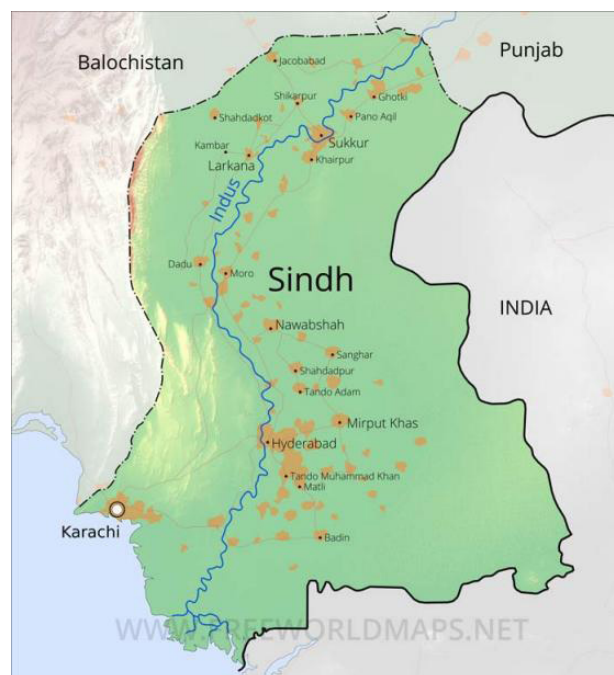 Balochistan
Punjab
Jacobabad
Shikarpur
Ghotki
Shahdadkot
Pano Aqil
Sukkur
Kambar
Larkana
Khairpur
Indus
Dadu
Moro
Sindh
INDIA
Nawabshah
Sanghar
Shahdadpur
Tando Adam
Mirput Khas
Hyderabad
Tando Muhammad Khan
Matli
Karachi
Badin
WWW.FREEWORLDMAPS.NET